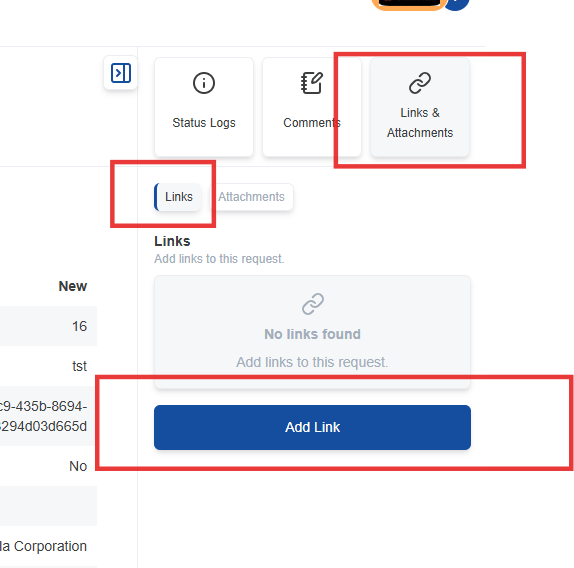 Status Logs
Comments
Links &
Attachments
Links
Attachments
Links
Add links to this request.
No links found
Add links to this request.
Add Link
New
16
tst
c9-435b-8694-
294d03d665d
No
la Corporation